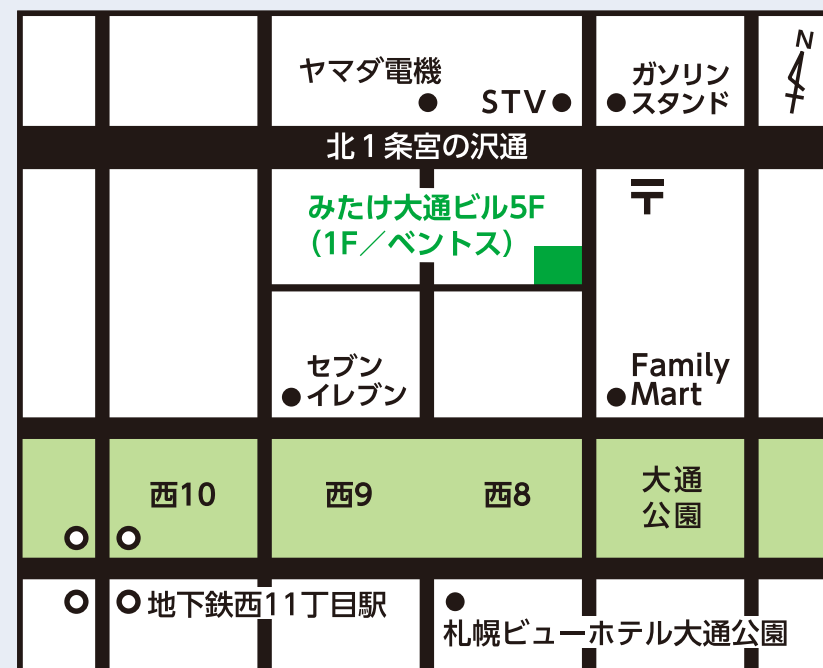 N
ヤマダ電機
STV
ガソリン
スタンド
北1条宮の沢通
〒
みたけ大通ビル5F
(1F/ベントス)
セブン
イレブン
Family
Mart
西10
西9
西8
大通
公園
地下鉄西11丁目駅
札幌ビューホテル大通公園